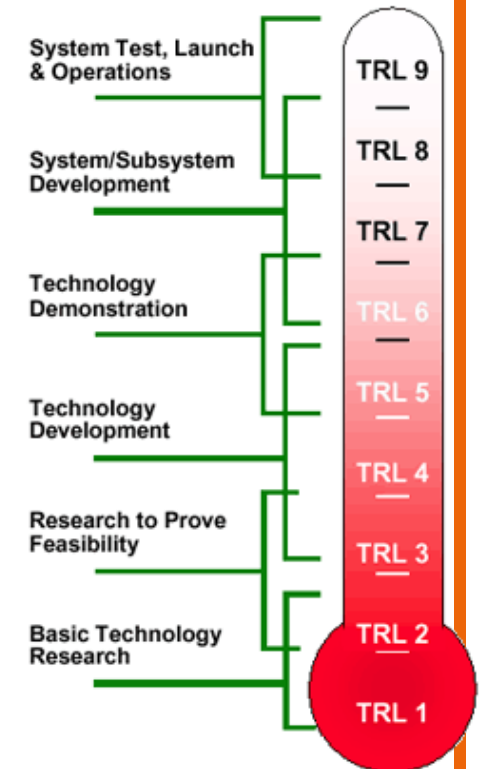 System Test, Launch
& Operations
System/Subsystem
Development
Technology
Demonstration
Technology
Development
Research to Prove
Feasibility
Basic Technology
Research
TRL 9
TRL 8
TRL 7
TRL 6
TRL 5
TRL 4
TRL 3
TRL 2
TRL 1